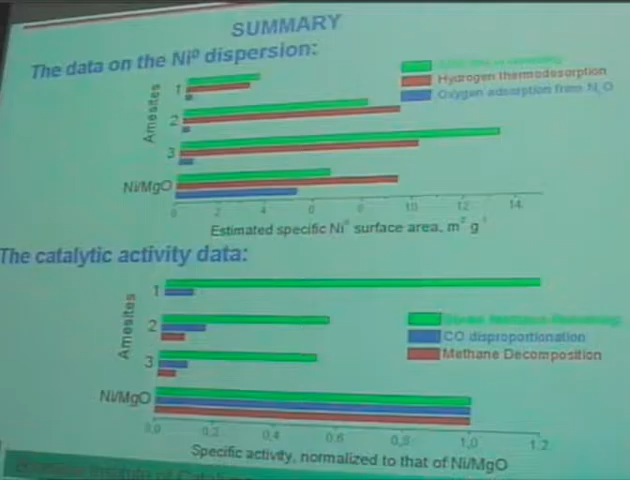 SUMMARY
The data on the Ni⁰ dispersion:
Hydrogen thermodesorption
Oxygen adsorption from N₂O
Amesites
1
2
3
Ni/MgO
0 2 4 6 8 10 12 14
Estimated specific Ni⁰ surface area, m² g⁻¹
The catalytic activity data:
Amesites
1
2
3
Ni/MgO
CO disproportionation
Methane Decomposition
0,0 0,2 0,4 0,6 0,8 1,0 1,2
Specific activity, normalized to that of Ni/MgO